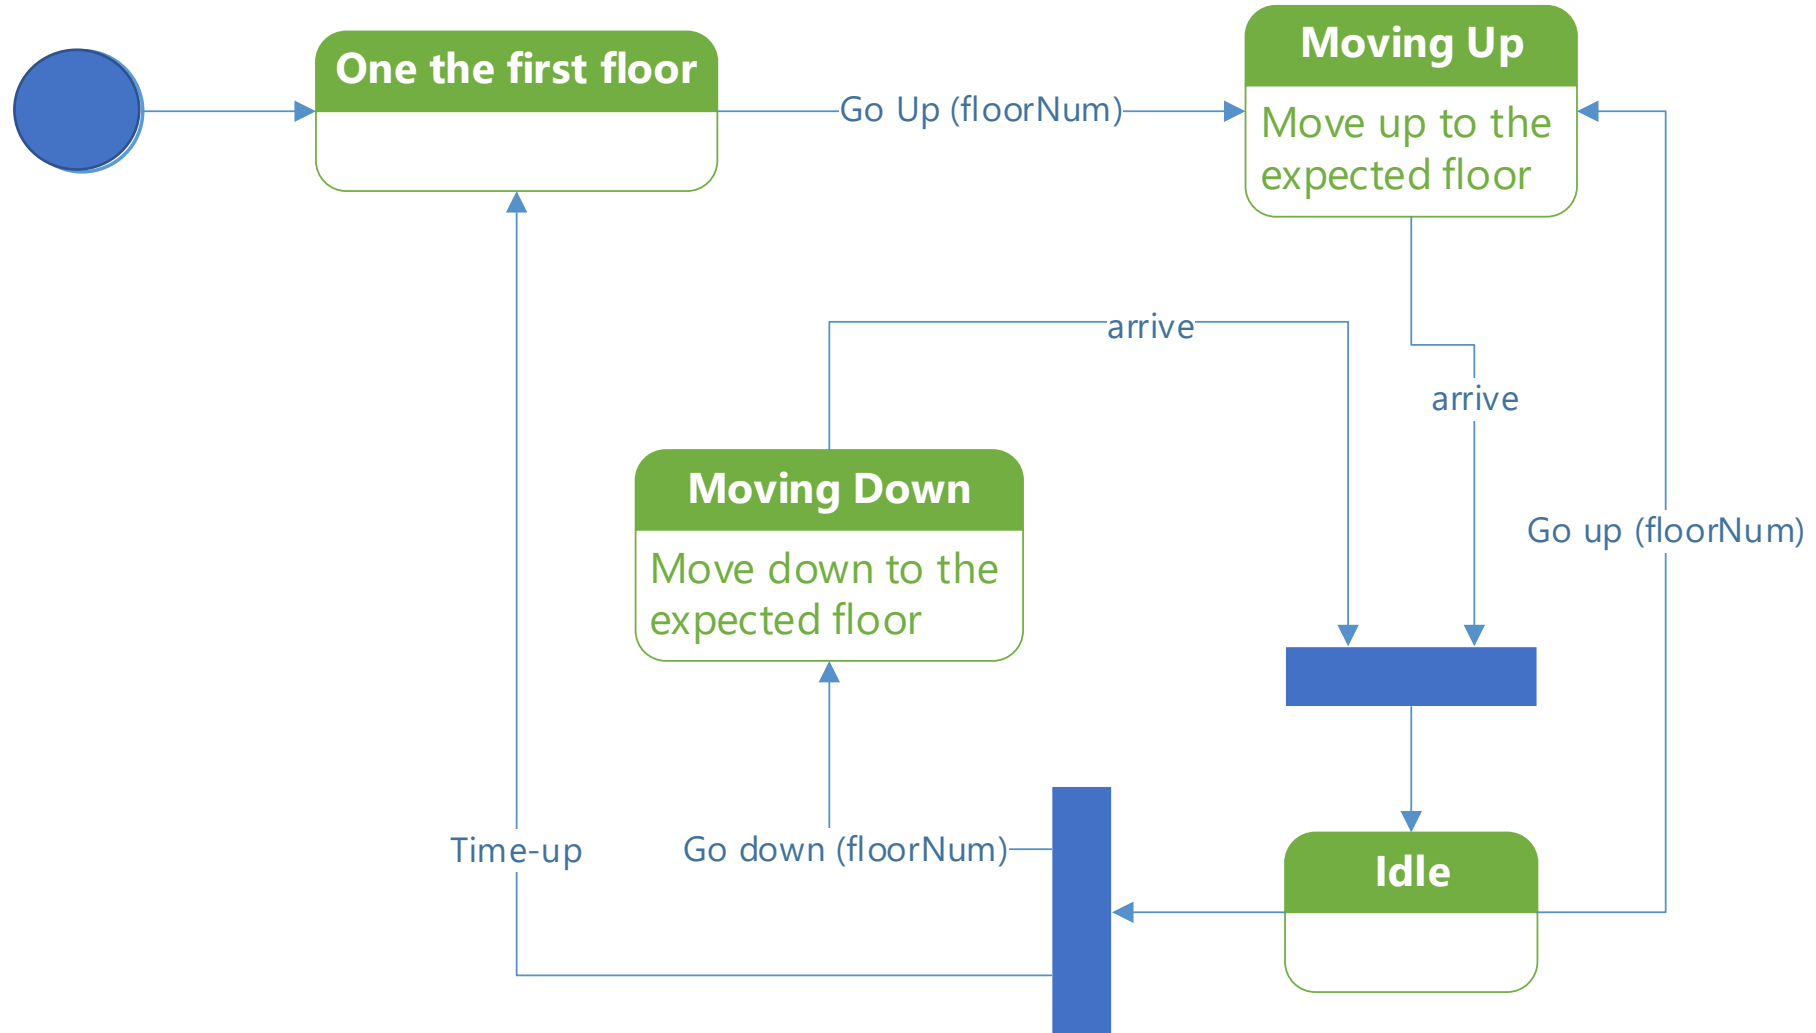 One the first floor
Go Up (floorNum)
Moving Up
Move up to the
expected floor
arrive
arrive
Moving Down
Move down to the
expected floor
Go up (floorNum)
Time-up
Go down (floorNum)
Idle